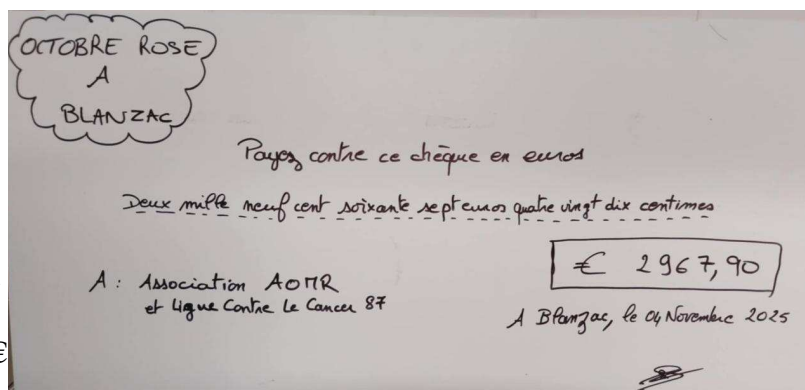 OCTOBRE ROSE
A
BLANZAC
Payez contre ce chèque en euros
Deux mille neuf cent soixante sept euros quatre vingt dix centimes
€ 2967,90
A : Association AOMR
et Ligue Contre Le Cancer 87
A Blanzac, le 04 Novembre 2025
€